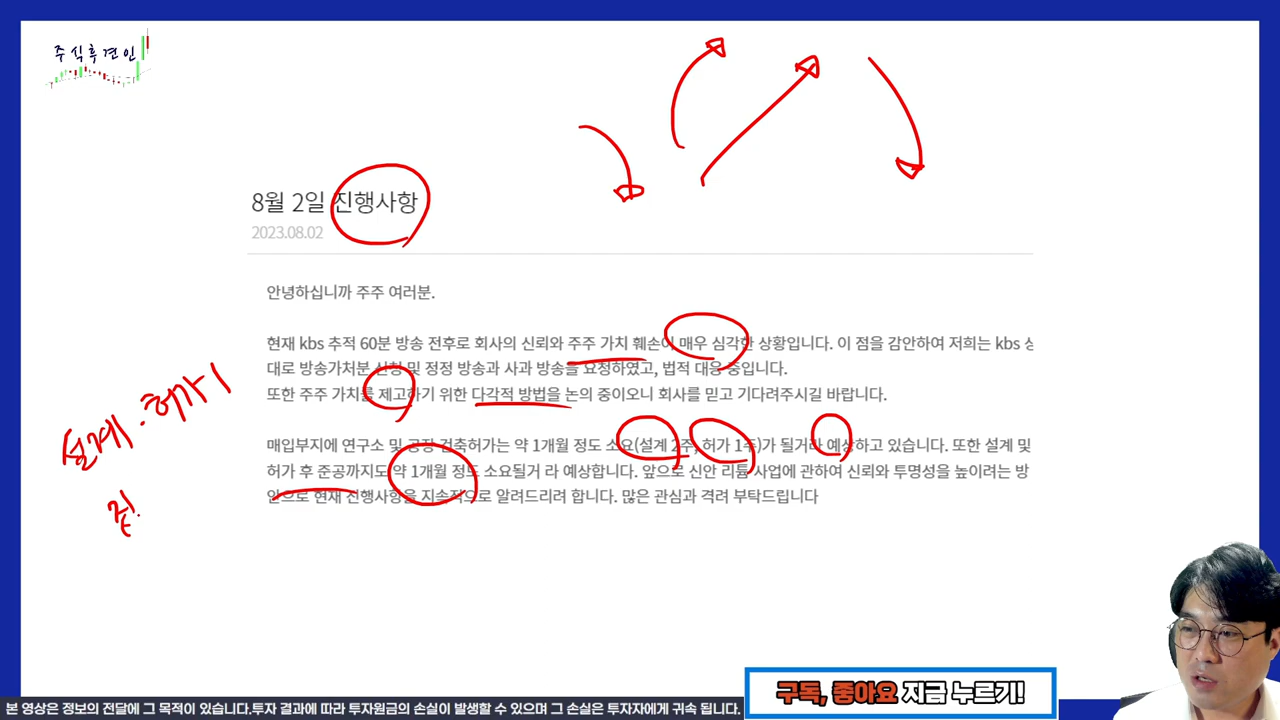 주식후견인
8월 2일 진행사항
2023.08.02
안녕하십니까 주주 여러분.
현재 kbs 추적 60분 방송 전후로 회사의 신뢰와 주주 가치 훼손이 매우 심각한 상황입니다. 이 점을 감안하여 저희는 kbs 상
대로 방송가처분 신청 및 정정 방송과 사과 방송을 요청하였고, 법적 대응 중입니다.
또한 주주 가치를 제고하기 위한 다각적 방법을 논의 중이오니 회사를 믿고 기다려주시길 바랍니다.
설계. 허가 1
매입부지에 연구소 및 공장 건축허가는 약 1개월 정도 소요(설계 2주, 허가 1주)가 될거라 예상하고 있습니다. 또한 설계 및
허가 후 준공까지도 약 1개월 정도 소요될거 라 예상합니다. 앞으로 신안 리튬 사업에 관하여 신뢰와 투명성을 높이려는 방
안으로 현재 진행사항을 지속적으로 알려드리려 합니다. 많은 관심과 격려 부탁드립니다
구독, 좋아요 지금 누르기!
본 영상은 정보의 전달에 그 목적이 있습니다.투자 결과에 따라 투자원금의 손실이 발생할 수 있으며 그 손실은 투자자에게 귀속 됩니다.